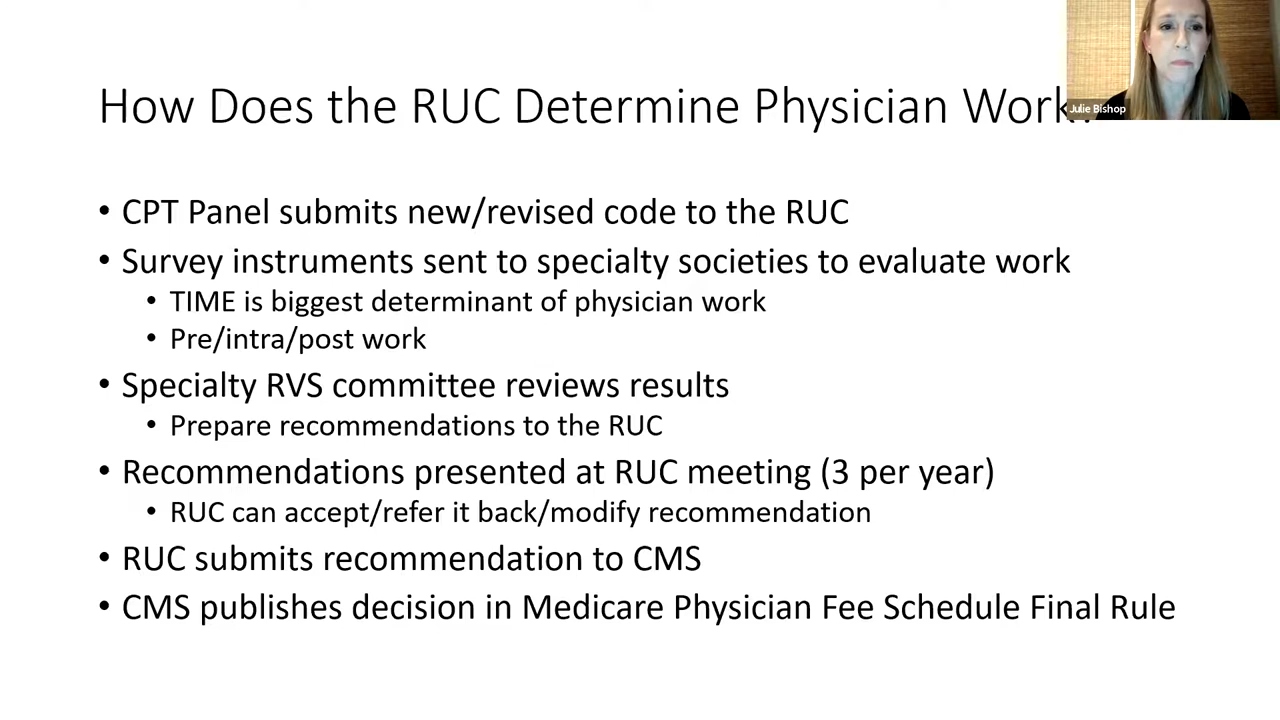 How Does the RUC Determine Physician Work
Julie Bishop
• CPT Panel submits new/revised code to the RUC
• Survey instruments sent to specialty societies to evaluate work
• TIME is biggest determinant of physician work
• Pre/intra/post work
• Specialty RVS committee reviews results
• Prepare recommendations to the RUC
• Recommendations presented at RUC meeting (3 per year)
• RUC can accept/refer it back/modify recommendation
• RUC submits recommendation to CMS
• CMS publishes decision in Medicare Physician Fee Schedule Final Rule